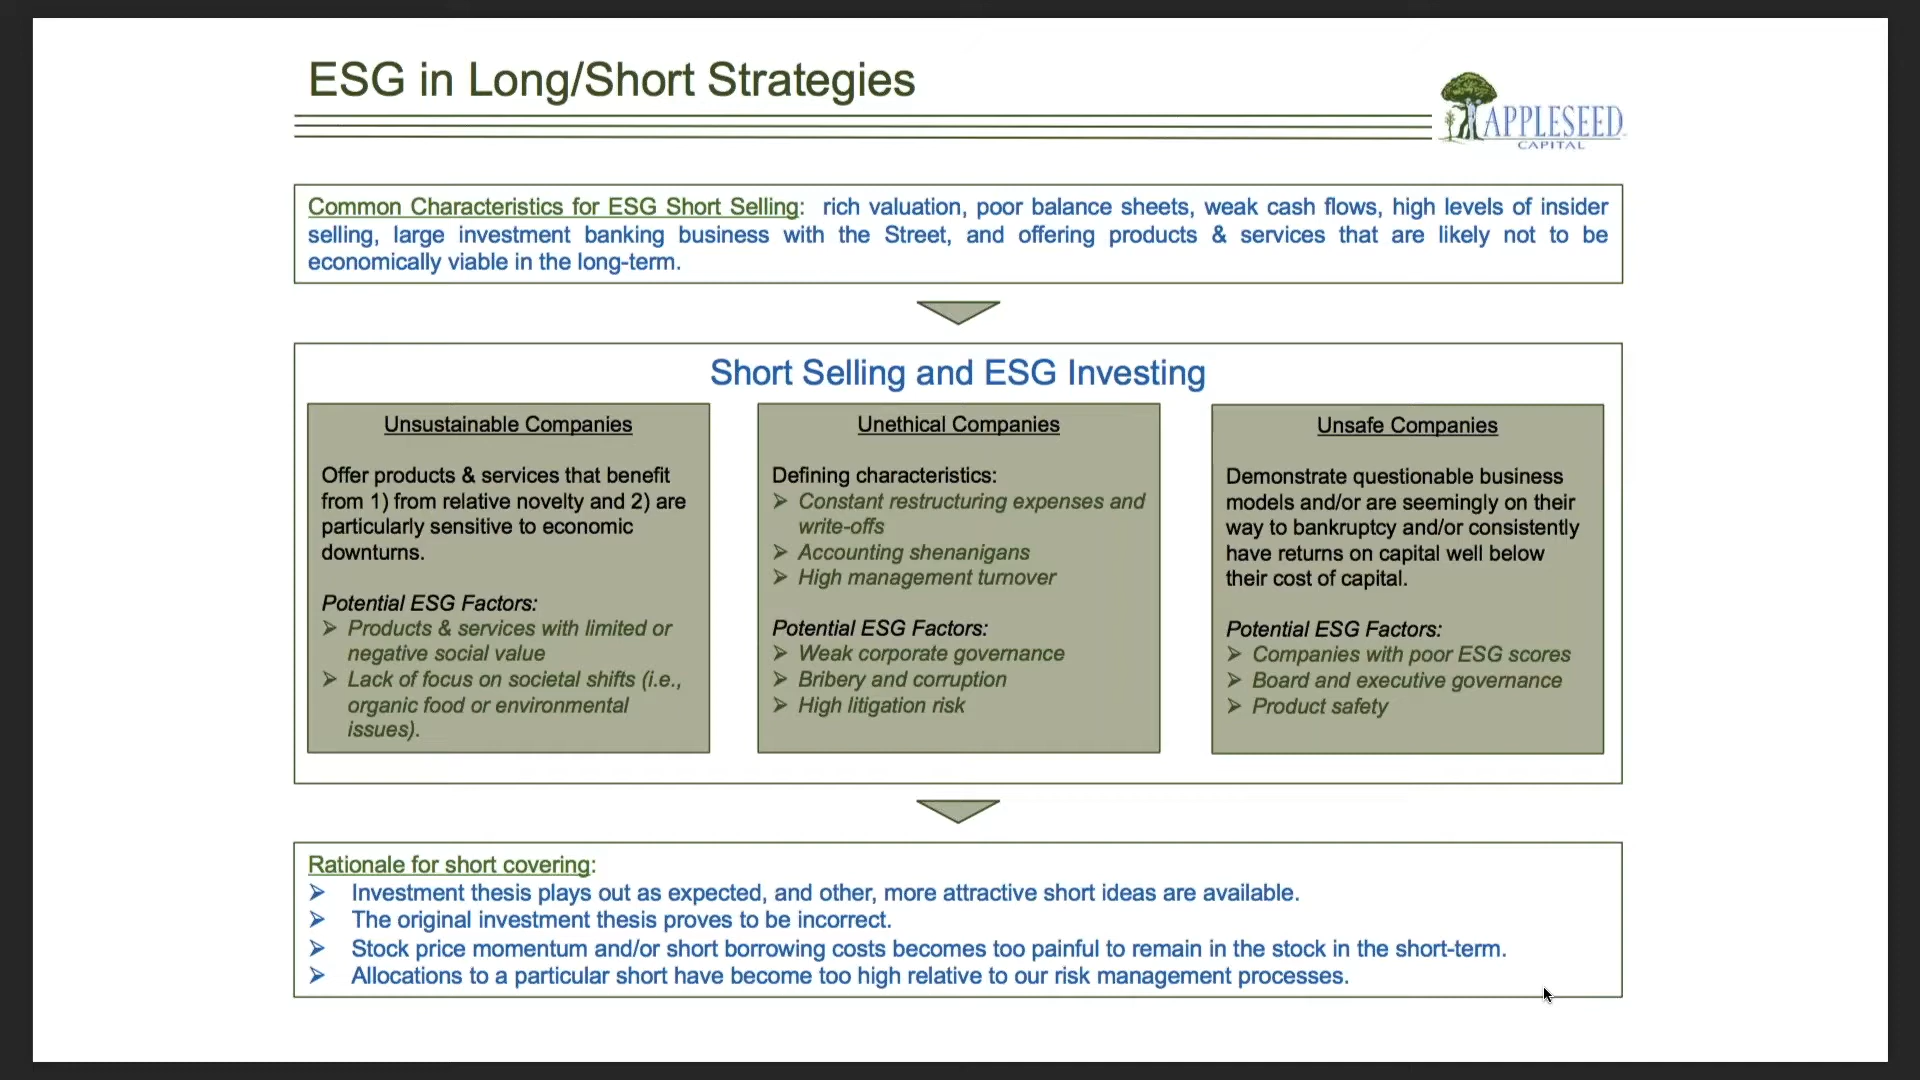 ESG in Long/Short Strategies
APPLESEED
CAPITAL
Common Characteristics for ESG Short Selling: rich valuation, poor balance sheets, weak cash flows, high levels of insider
selling, large investment banking business with the Street, and offering products & services that are likely not to be
economically viable in the long-term.
Short Selling and ESG Investing
Unsustainable Companies
Offer products & services that benefit
from 1) from relative novelty and 2) are
particularly sensitive to economic
downturns.
Potential ESG Factors:
➢ Products & services with limited or
negative social value
➢ Lack of focus on societal shifts (i.e.,
organic food or environmental
issues).
Unethical Companies
Defining characteristics:
➢ Constant restructuring expenses and
write-offs
➢ Accounting shenanigans
➢ High management turnover
Potential ESG Factors:
➢ Weak corporate governance
➢ Bribery and corruption
➢ High litigation risk
Unsafe Companies
Demonstrate questionable business
models and/or are seemingly on their
way to bankruptcy and/or consistently
have returns on capital well below
their cost of capital.
Potential ESG Factors:
➢ Companies with poor ESG scores
➢ Board and executive governance
➢ Product safety
Rationale for short covering:
➢ Investment thesis plays out as expected, and other, more attractive short ideas are available.
➢ The original investment thesis proves to be incorrect.
➢ Stock price momentum and/or short borrowing costs becomes too painful to remain in the stock in the short-term.
➢ Allocations to a particular short have become too high relative to our risk management processes.